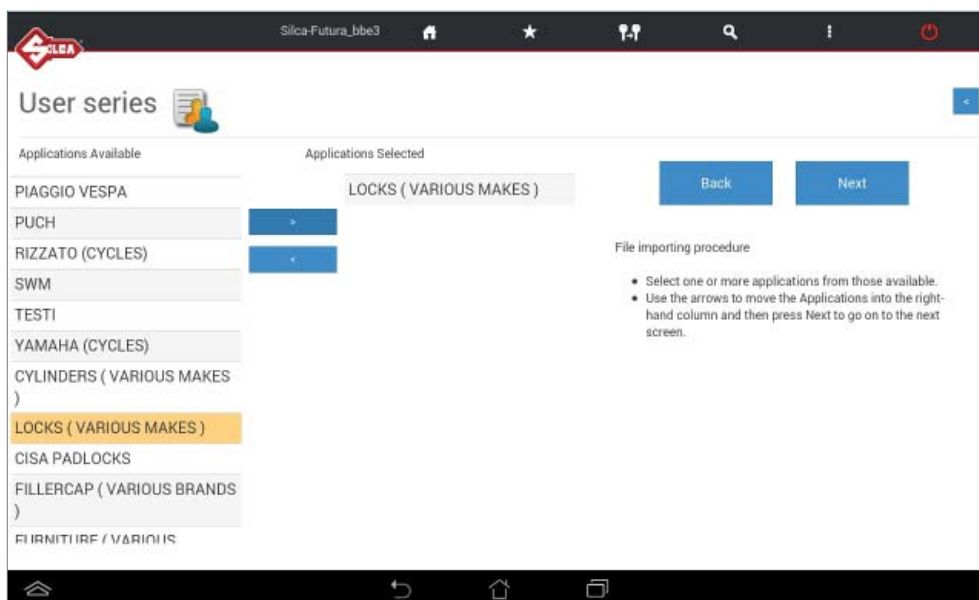 Silca-Futura_bbe3
SILCA
User series
<
Applications Available
Applications Selected
PIAGGIO VESPA
PUCH
RIZZATO (CYCLES)
SWM
TESTI
YAMAHA (CYCLES)
CYLINDERS ( VARIOUS MAKES
)
LOCKS ( VARIOUS MAKES )
CISA PADLOCKS
FILLERCAP ( VARIOUS BRANDS
)
FURNITURE ( VARIOUS
>
<
LOCKS ( VARIOUS MAKES )
Back
Next
File importing procedure
• Select one or more applications from those available.
• Use the arrows to move the Applications into the right-
hand column and then press Next to go on to the next
screen.